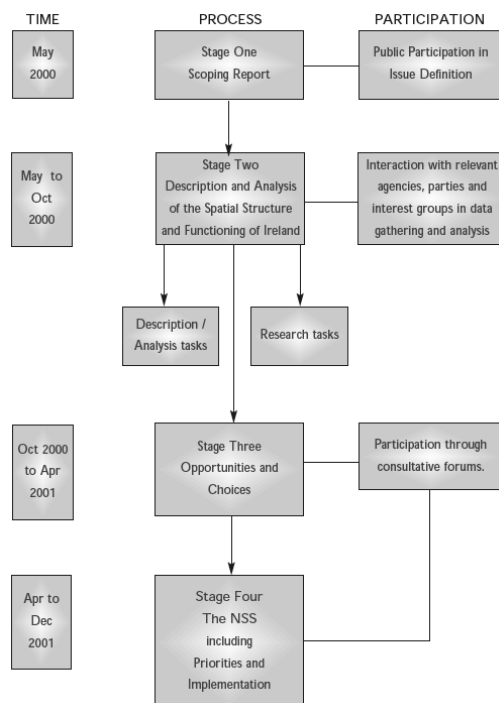 TIME
PROCESS
PARTICIPATION
May
2000
Stage One
Scoping Report
Public Participation in
Issue Definition
May to
Oct
2000
Stage Two
Description and Analysis
of the Spatial Structure
and Functioning of Ireland
Interaction with relevant
agencies, parties and
interest groups in data
gathering and analysis
Description /
Analysis tasks
Research tasks
Oct 2000
to Apr
2001
Stage Three
Opportunities and
Choices
Participation through
consultative forums.
Apr to
Dec
2001
Stage Four
The NSS
including
Priorities and
Implementation